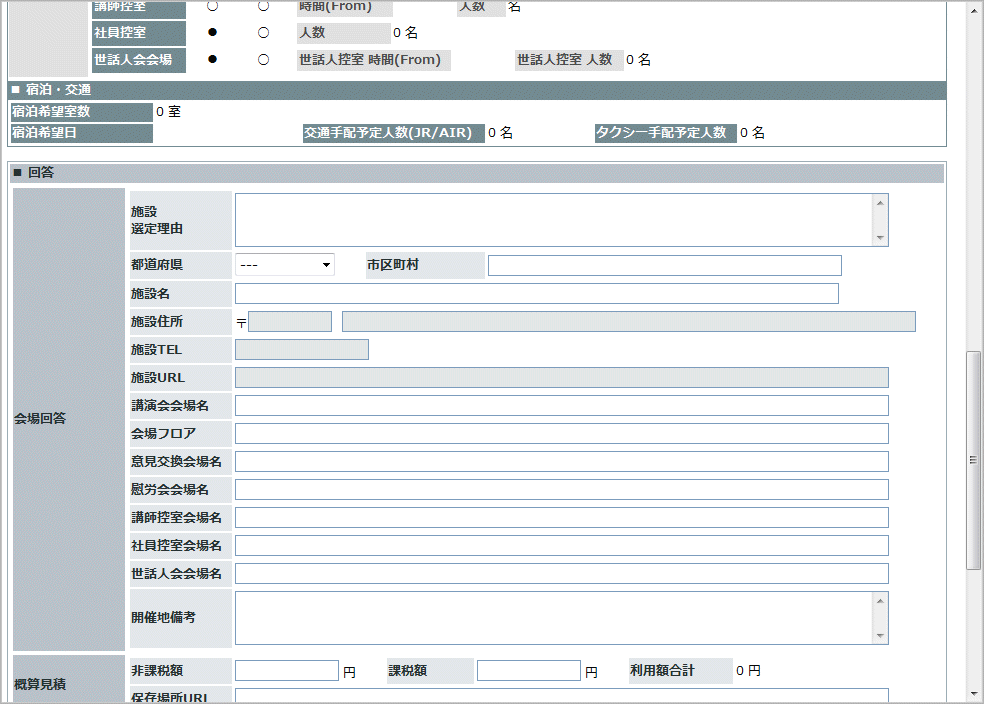 講師控室 時間(From) 人数 名
社員控室 人数 0 名
世話人会会場 世話人控室 時間(From) 世話人控室 人数 0 名
■ 宿泊・交通
宿泊希望室数 0 室
宿泊希望日 交通手配予定人数(JR/AIR) 0 名 タクシー手配予定人数 0 名
■ 回答
会場回答
施設
選定理由
都道府県 --- 市区町村
施設名
施設住所 〒
施設TEL
施設URL
講演会会場名
会場フロア
意見交換会場名
慰労会会場名
講師控室会場名
社員控室会場名
世話人会会場名
開催地備考
概算見積
非課税額 円 課税額 円 利用額合計 0 円
保存場所URL